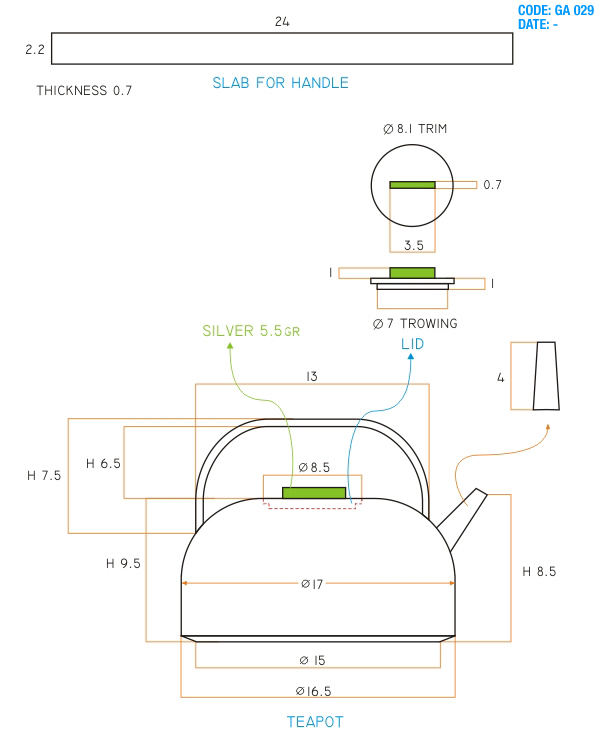 CODE: GA 029
DATE: -
24
2.2
THICKNESS 0.7
SLAB FOR HANDLE
Ø 8.1 TRIM
0.7
3.5
1
1
Ø 7 TROWING
SILVER 5.5GR
LID
13
4
H 7.5
H 6.5
Ø 8.5
H 9.5
H 8.5
Ø17
Ø 15
Ø16.5
TEAPOT